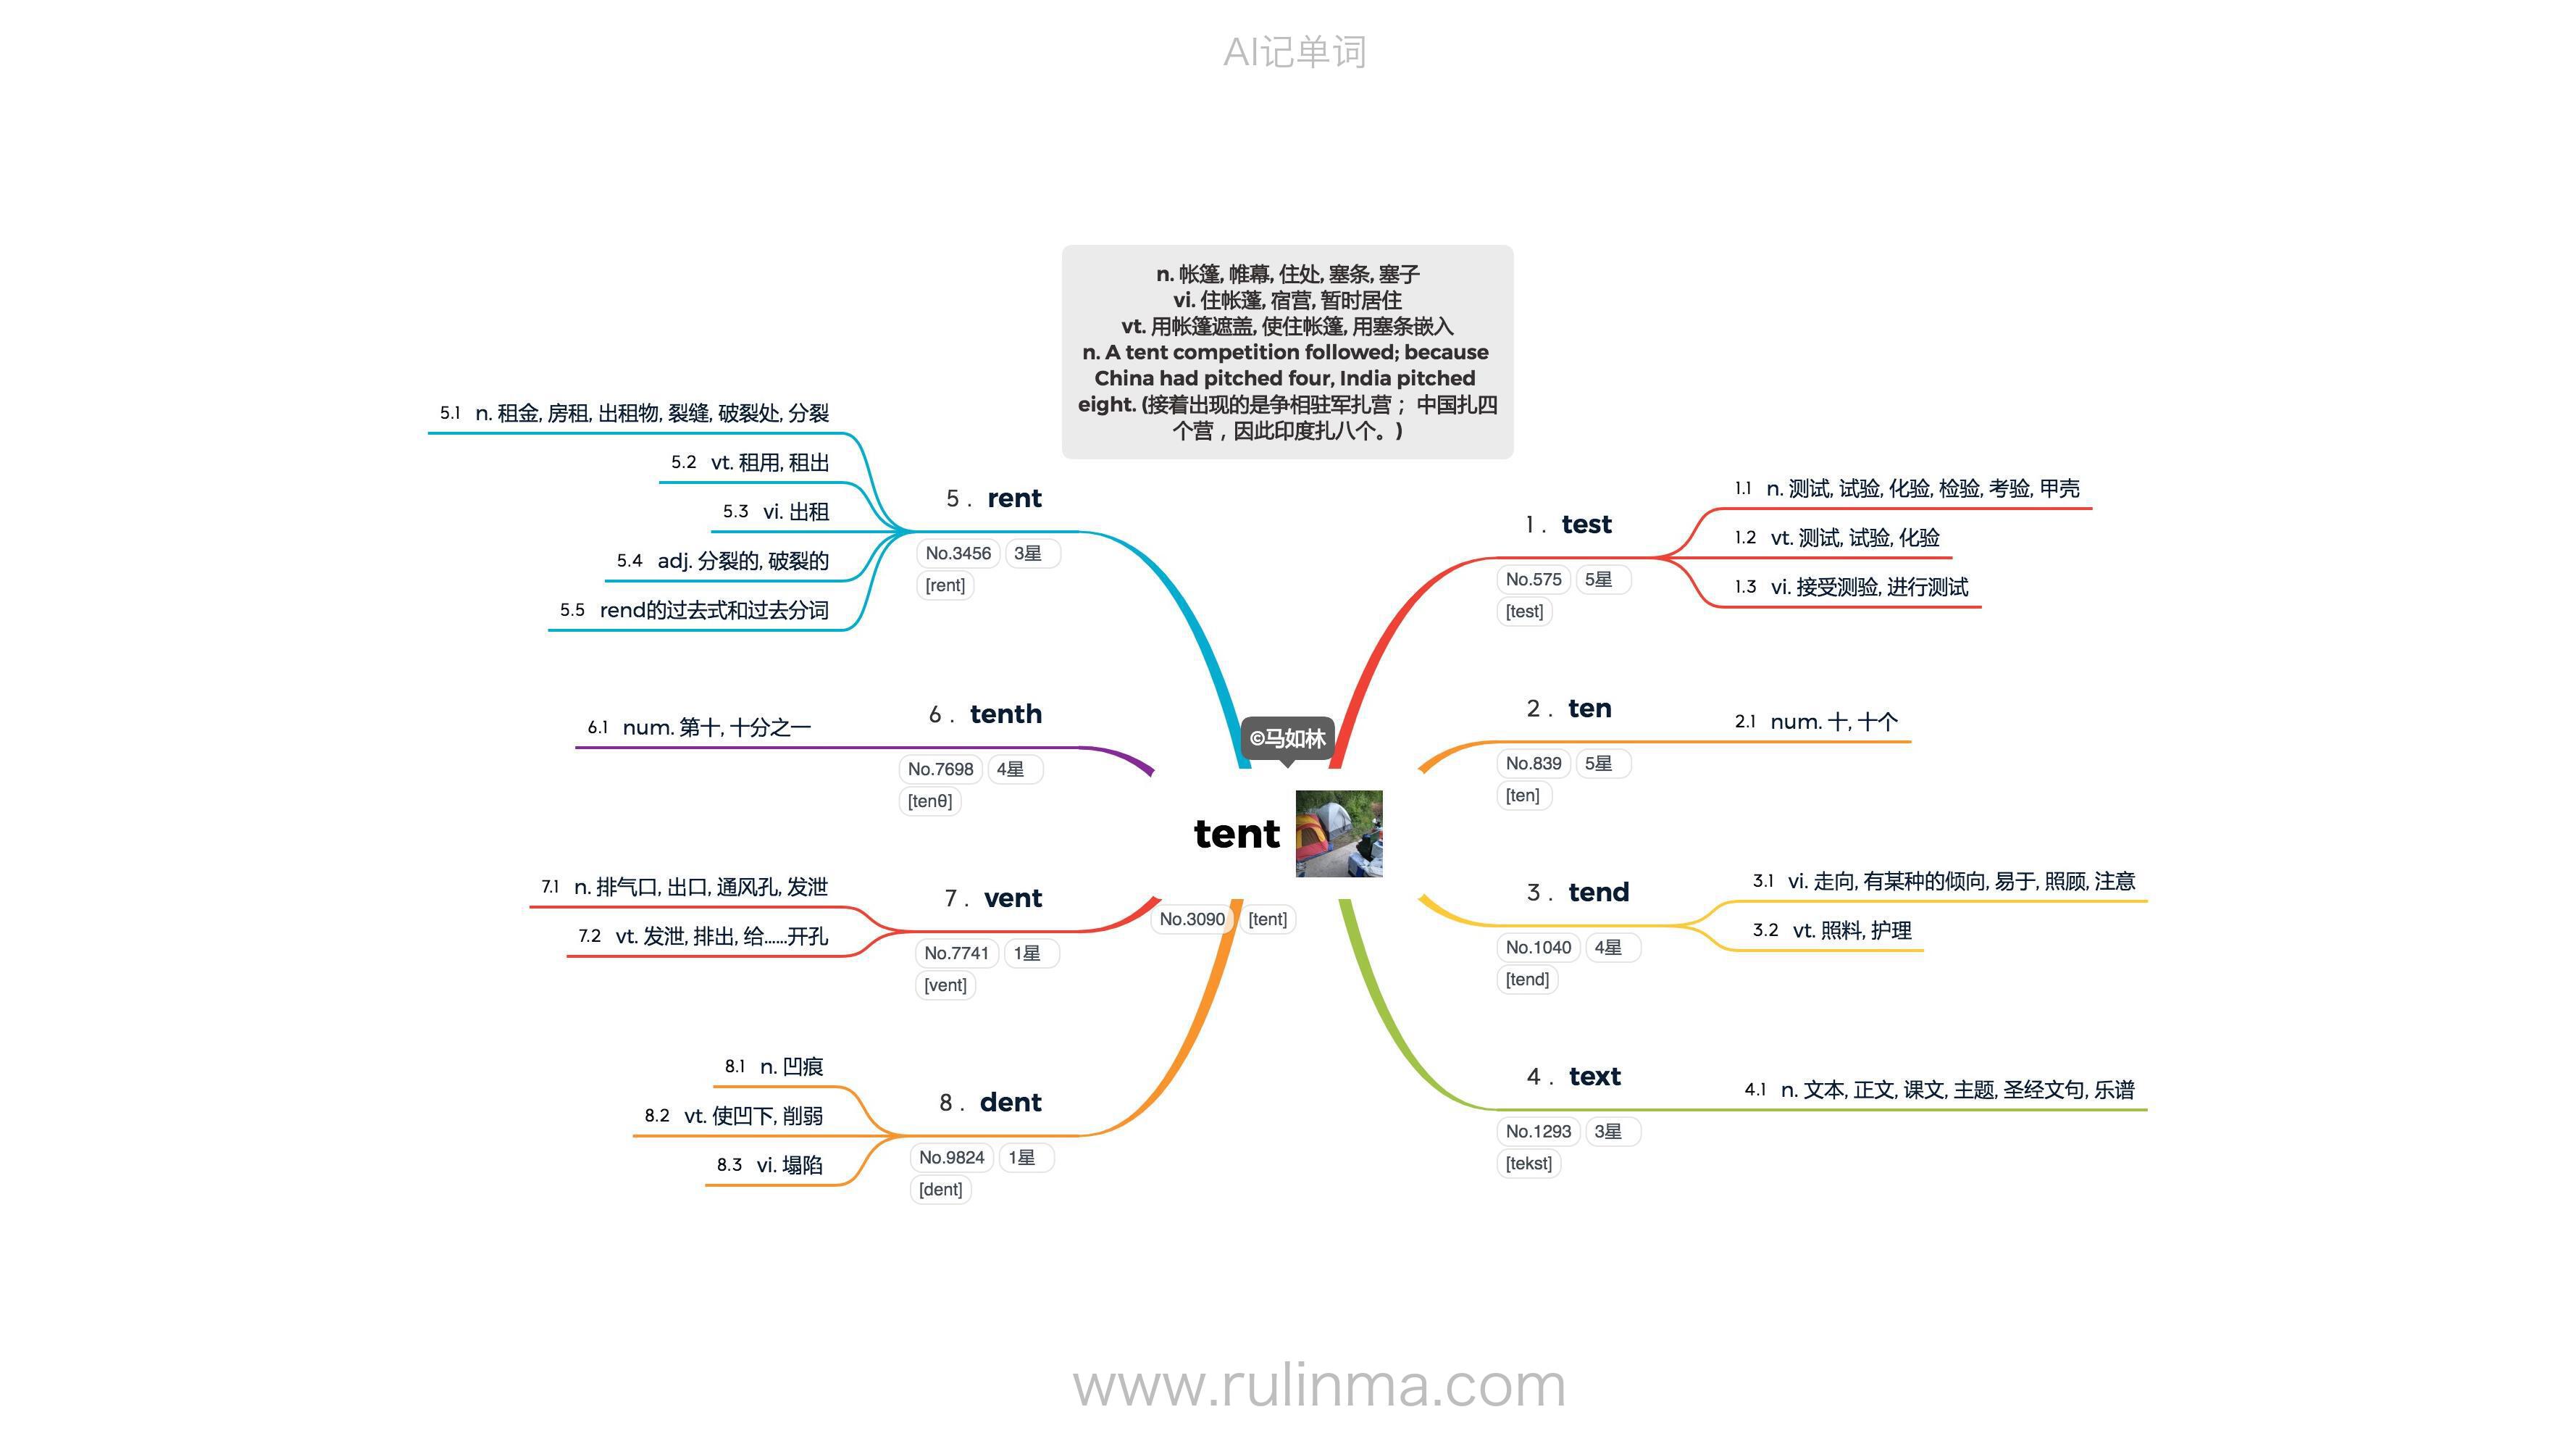 AI记单词
n. 帐篷, 帷幕, 住处, 塞条, 塞子
vi. 住帐蓬, 宿营, 暂时居住
vt. 用帐篷遮盖, 使住帐篷, 用塞条嵌入
n. A tent competition followed; because
China had pitched four, India pitched
eight. (接着出现的是争相驻军扎营； 中国扎四
个营，因此印度扎八个。)
©马如林
tent
No.3090 [tent]
1. test
No.575 5星
[test]
1.1 n. 测试, 试验, 化验, 检验, 考验, 甲壳
1.2 vt. 测试, 试验, 化验
1.3 vi. 接受测验, 进行测试
2. ten
No.839 5星
[ten]
2.1 num. 十, 十个
3. tend
No.1040 4星
[tend]
3.1 vi. 走向, 有某种的倾向, 易于, 照顾, 注意
3.2 vt. 照料, 护理
4. text
No.1293 3星
[tekst]
4.1 n. 文本, 正文, 课文, 主题, 圣经文句, 乐谱
5. rent
No.3456 3星
[rent]
5.1 n. 租金, 房租, 出租物, 裂缝, 破裂处, 分裂
5.2 vt. 租用, 租出
5.3 vi. 出租
5.4 adj. 分裂的, 破裂的
5.5 rend的过去式和过去分词
6. tenth
No.7698 4星
[tenθ]
6.1 num. 第十, 十分之一
7. vent
No.7741 1星
[vent]
7.1 n. 排气口, 出口, 通风孔, 发泄
7.2 vt. 发泄, 排出, 给……开孔
8. dent
No.9824 1星
[dent]
8.1 n. 凹痕
8.2 vt. 使凹下, 削弱
8.3 vi. 塌陷
www.rulinma.com